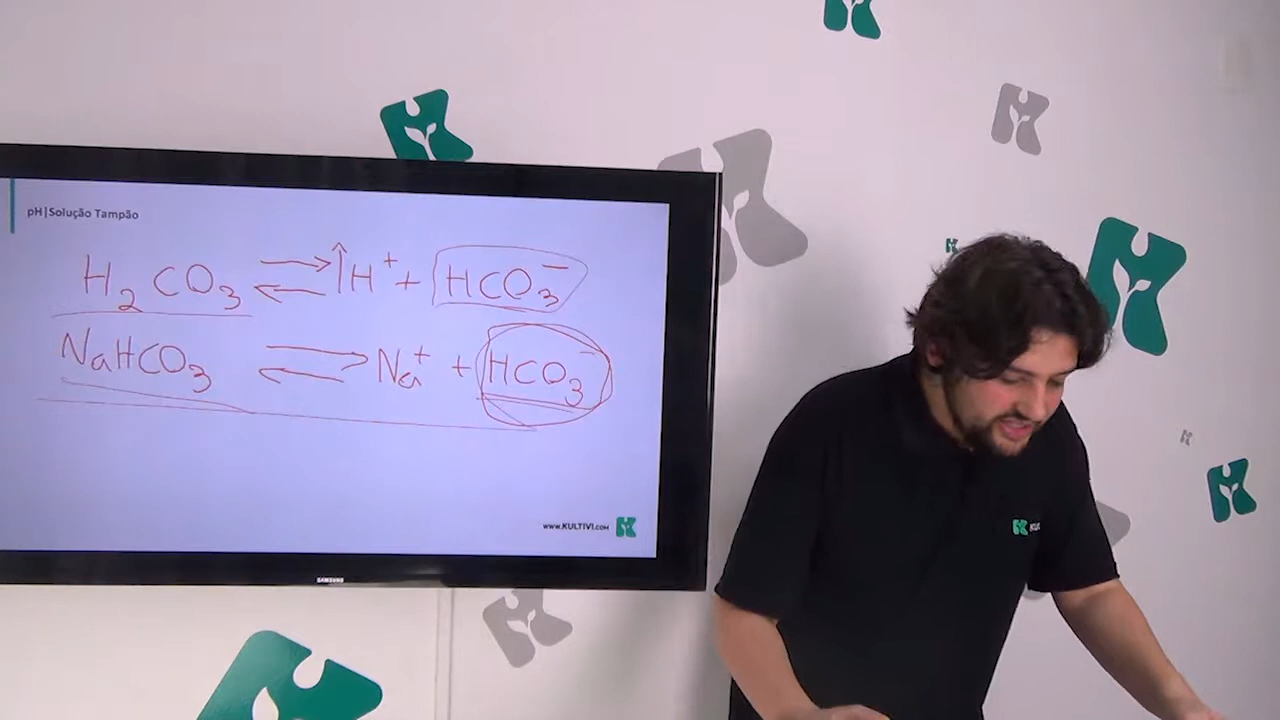 pH|Solução Tampão
H₂CO₃ ⇌ ↑H⁺ + HCO₃⁻
NaHCO₃ ⇌ Na⁺ + HCO₃⁻
www.KULTIVI.COM
SAMSUNG